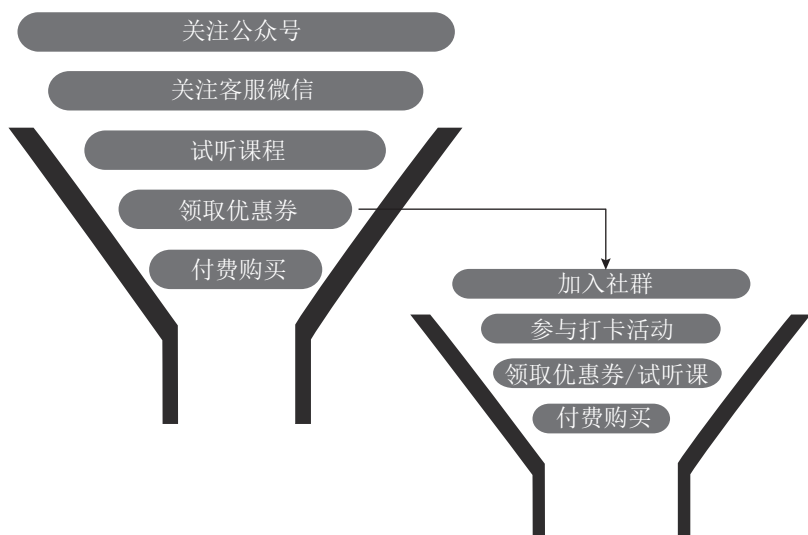 关注公众号
关注客服微信
试听课程
领取优惠券
付费购买
加入社群
参与打卡活动
领取优惠券/试听课
付费购买